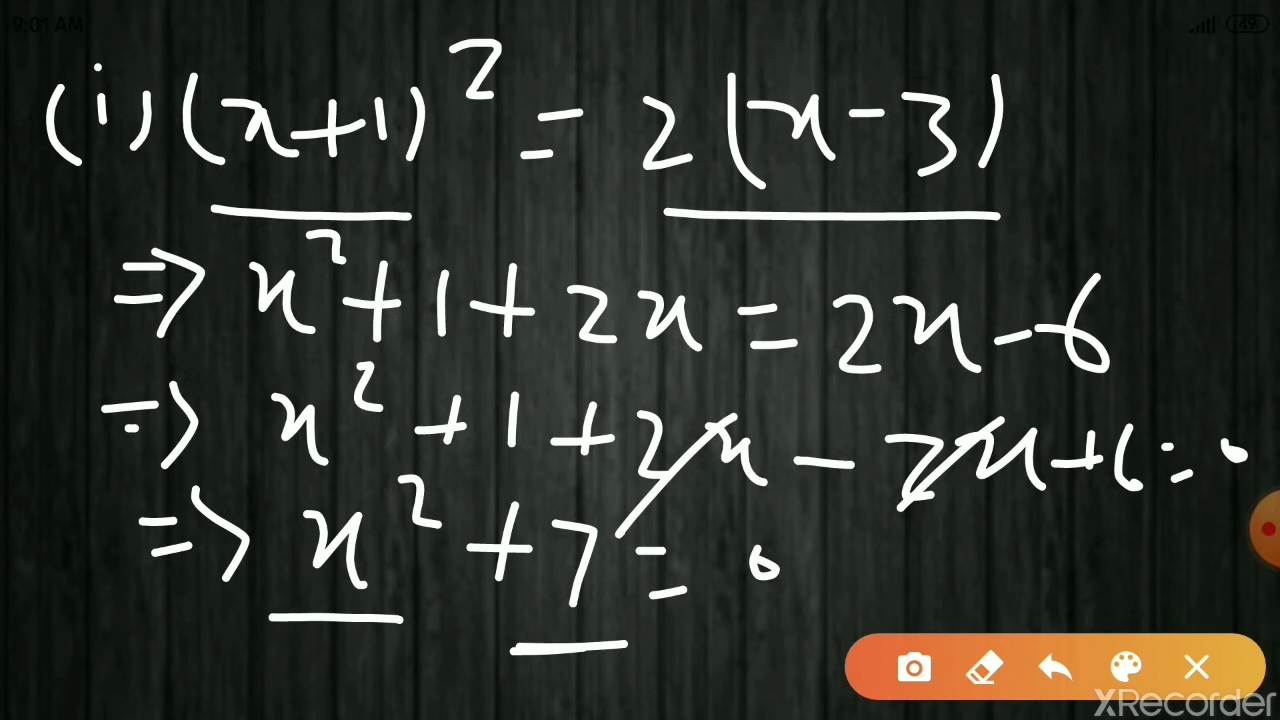 9:01 AM
49
(i) (x+1)² = 2(x-3)
=> x² + 1 + 2x = 2x - 6
=> x² + 1 + 2x - 2x + 6 = 0
=> x² + 7 = 0
XRecorder